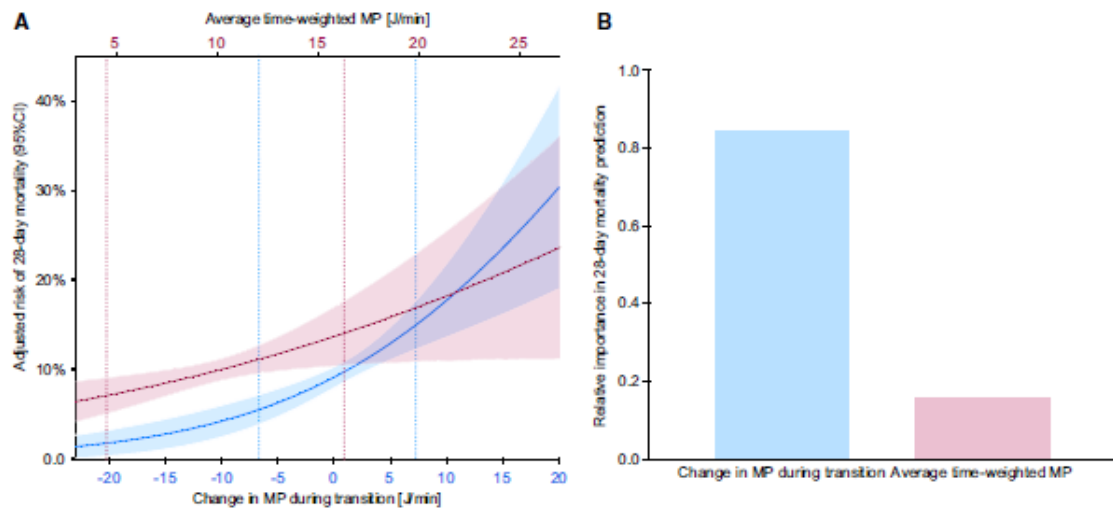 A
Average time-weighted MP [J/min]
5 10 15 20 25
Adjusted risk of 28-day mortality (95%CI)
40%
30%
20%
10%
0.0
-20 -15 -10 -5 0 5 10 15 20
Change in MP during transition [J/min]
B
Relative importance in 28-day mortality prediction
1.0
0.8
0.6
0.4
0.2
0.0
Change in MP during transition Average time-weighted MP